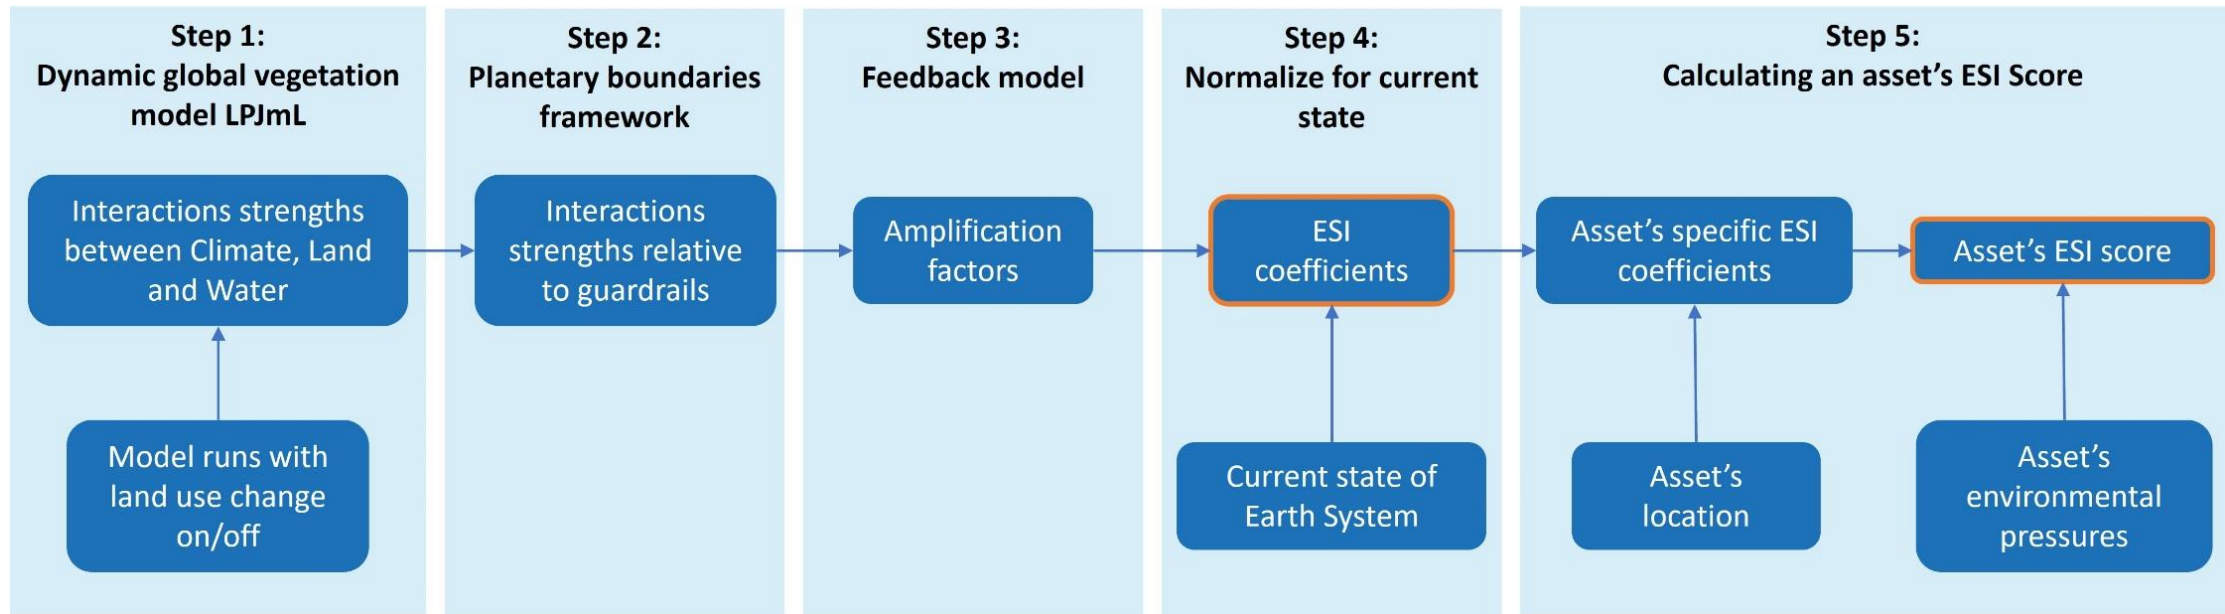 Step 1:
Dynamic global vegetation
model LPJmL
Interactions strengths
between Climate, Land
and Water
Model runs with
land use change
on/off
Step 2:
Planetary boundaries
framework
Interactions
strengths relative
to guardrails
Step 3:
Feedback model
Amplification
factors
Step 4:
Normalize for current
state
ESI
coefficients
Current state of
Earth System
Step 5:
Calculating an asset’s ESI Score
Asset’s specific ESI
coefficients
Asset’s ESI score
Asset’s
location
Asset’s
environmental
pressures